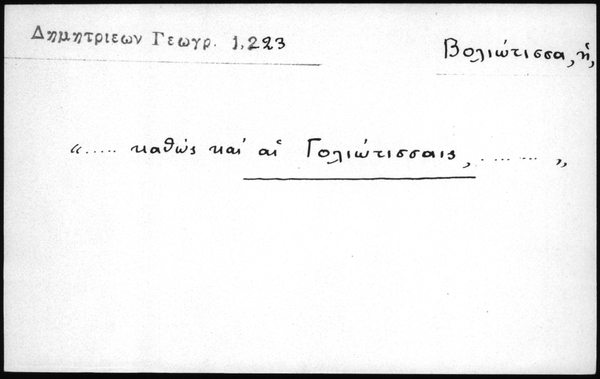 Δημητριεων Γεωγρ. 1,223
Βολιώτισσα, ἡ,
"..... καθὼς καὶ αἱ Γολιώτισσαις, ........ "